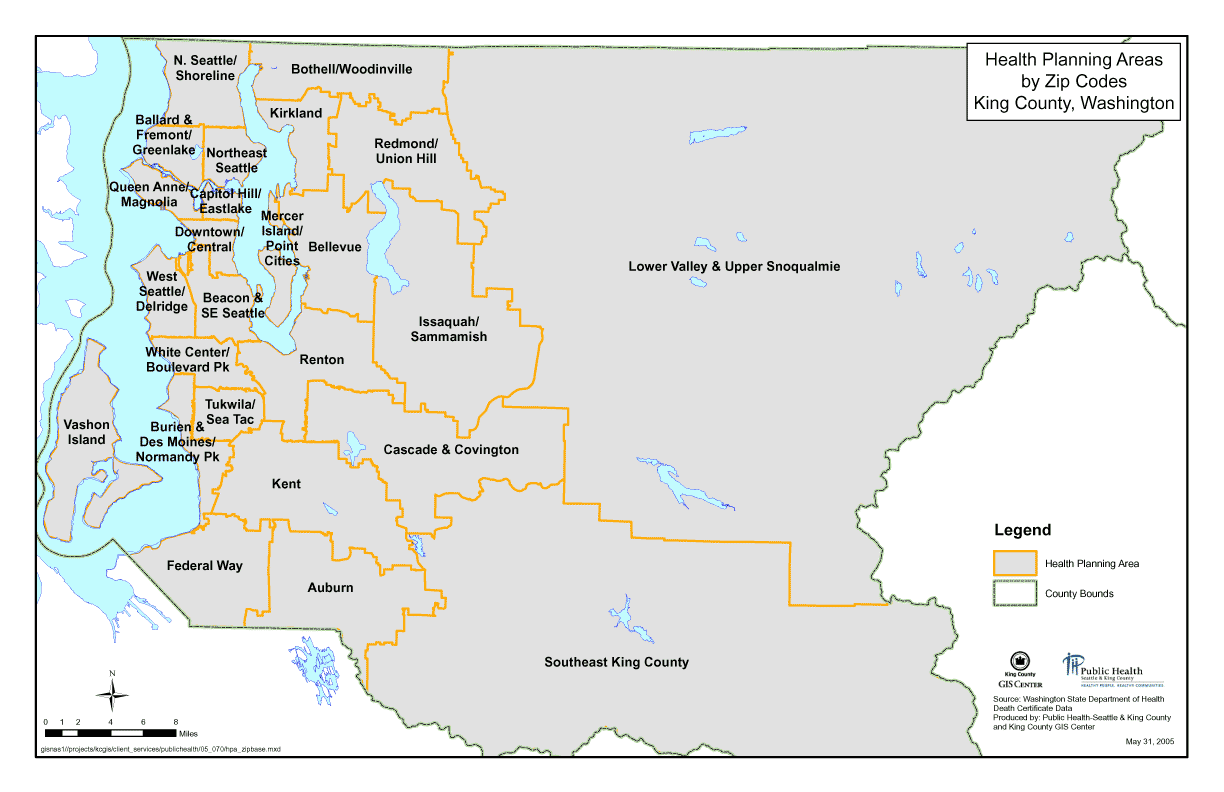 Health Planning Areas
by Zip Codes
King County, Washington
N. Seattle/
Shoreline
Bothell/Woodinville
Kirkland
Ballard &
Fremont/
Greenlake
Redmond/
Union Hill
Northeast
Seattle
Queen Anne/
Magnolia
Capitol Hill/
Eastlake
Mercer
Island/
Point
Cities
Downtown/
Central
Bellevue
Lower Valley & Upper Snoqualmie
West
Seattle/
Delridge
Beacon &
SE Seattle
Issaquah/
Sammamish
White Center/
Boulevard Pk
Renton
Tukwila/
Sea Tac
Vashon
Island
Burien &
Des Moines/
Normandy Pk
Cascade & Covington
Kent
Federal Way
Auburn
Southeast King County
Legend
Health Planning Area
County Bounds
N
0 1 2 4 6 8
Miles
gisnas1//projects/kcgis/client_services/publichealth/05_070/hpa_zipbase.mxd
King County
GIS CENTER
Public Health
Seattle & King County
HEALTHY PEOPLE. HEALTHY COMMUNITIES.
Source: Washington State Department of Health
Death Certificate Data
Produced by: Public Health-Seattle & King County
and King County GIS Center
May 31, 2005